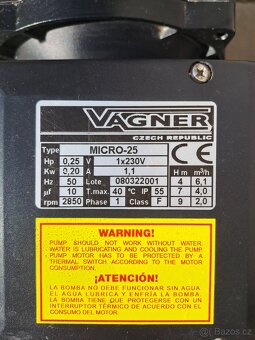 VAGNER
CZECH REPUBLIC
Type MICRO-25 CE
Hp 0,25 V 1x230V H m m³/h
Kw 0,20 A 1,1 4 6,1
Hz 50 Lote 080322001 7 4,0
µF 10 T.max. 40 °C IP 55 9 2,0
rpm 2850 Phase 1 Class F
WARNING!
PUMP SHOULD NOT WORK WITHOUT WATER,
WATER IS LUBRICATING AND COOLING THE PUMP.
PUMP MOTOR HAS TO BE PROTECTED BY A
THERMAL SWITCH ACCORDING TO THE MOTOR
CONSUMPTION.
¡ATENCIÓN!
LA BOMBA NO DEBE FUNCIONAR SIN AGUA
EL AGUA LUBRICA Y ENFRÍA LA BOMBA.
TIENE QUE PROTEGERSE CON UN
INTERRUPTOR TÉRMICO DE ACUERDO CON EL
CONSUMO DEL MOTOR